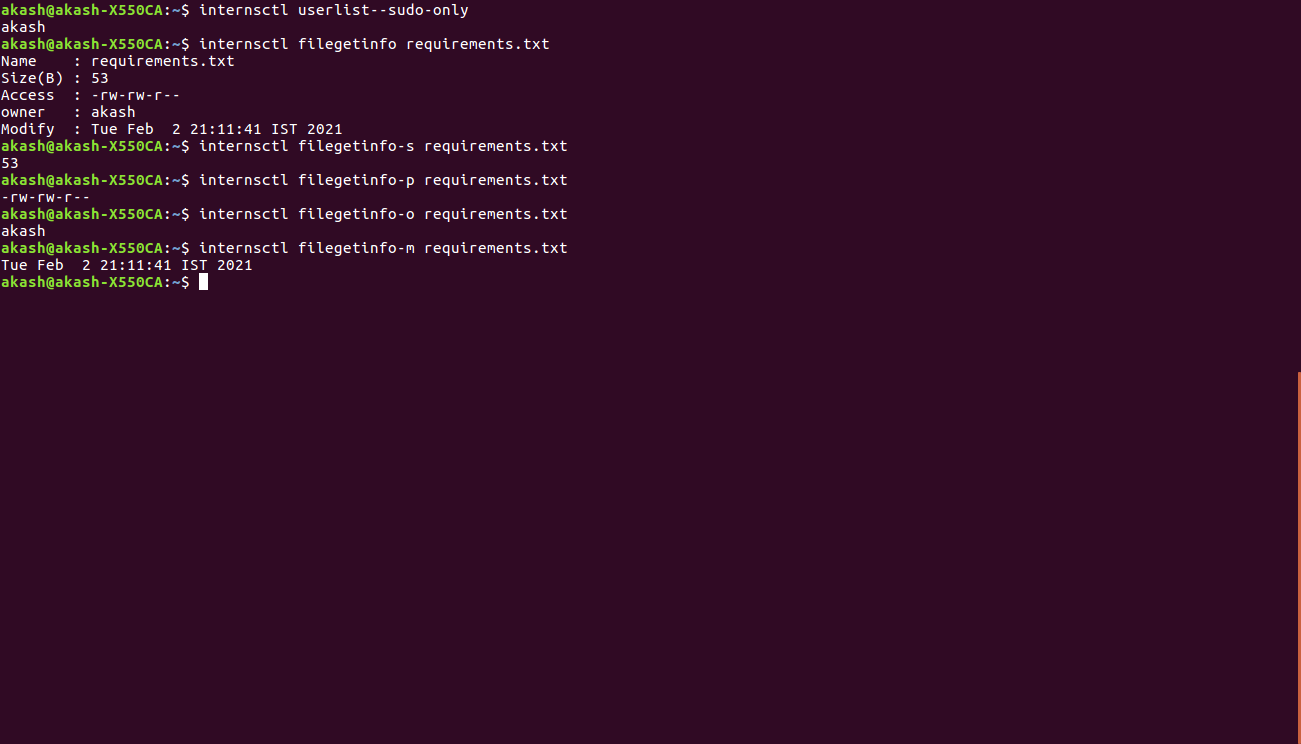 akash@akash-X550CA:~$ internsctl userlist--sudo-only
akash
akash@akash-X550CA:~$ internsctl filegetinfo requirements.txt
Name    : requirements.txt
Size(B) : 53
Access  : -rw-rw-r--
owner   : akash
Modify  : Tue Feb  2 21:11:41 IST 2021
akash@akash-X550CA:~$ internsctl filegetinfo-s requirements.txt
53
akash@akash-X550CA:~$ internsctl filegetinfo-p requirements.txt
-rw-rw-r--
akash@akash-X550CA:~$ internsctl filegetinfo-o requirements.txt
akash
akash@akash-X550CA:~$ internsctl filegetinfo-m requirements.txt
Tue Feb  2 21:11:41 IST 2021
akash@akash-X550CA:~$